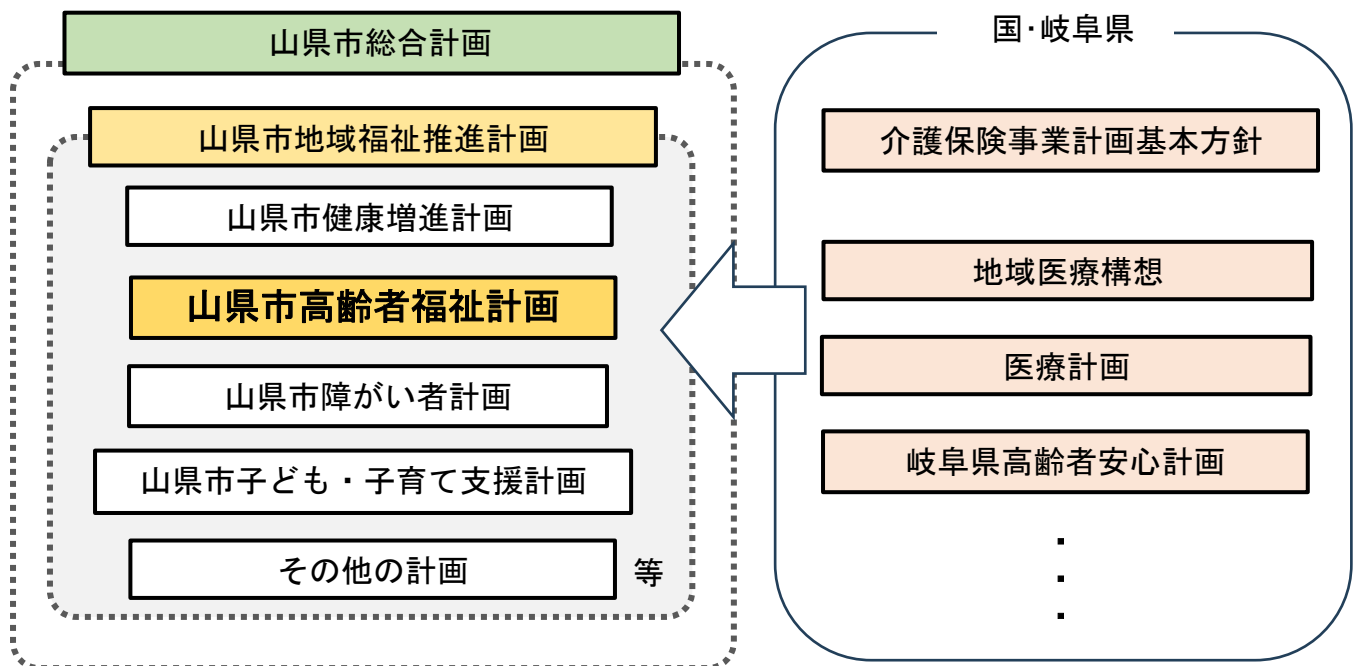 山県市総合計画
山県市地域福祉推進計画
山県市健康増進計画
山県市高齢者福祉計画
山県市障がい者計画
山県市子ども・子育て支援計画
その他の計画 等
国・岐阜県
介護保険事業計画基本方針
地域医療構想
医療計画
岐阜県高齢者安心計画
・
・
・